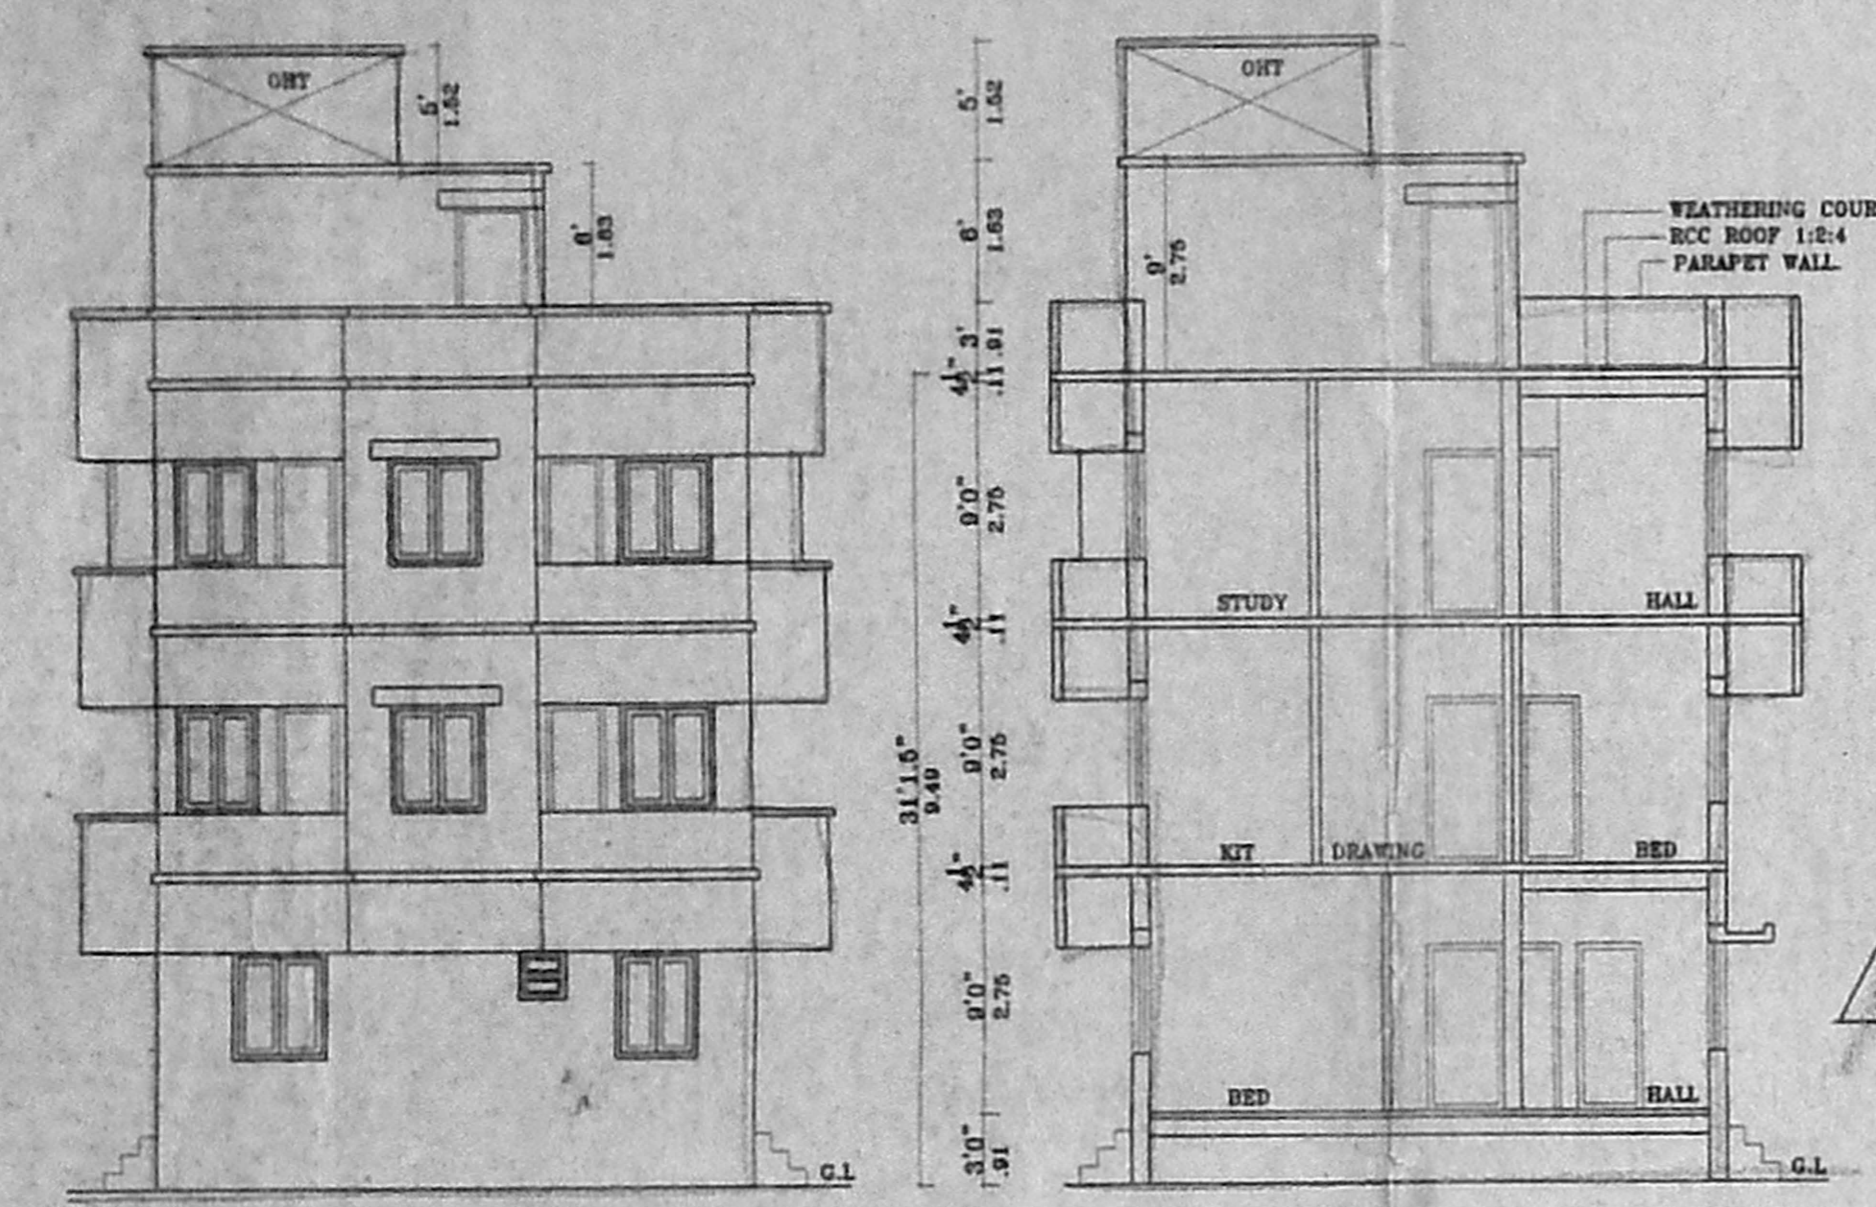 OHT
5'
1.52
6'
1.83
G.L
5'
1.52
6'
1.83
3'
.91
4½"
.11
9'0"
2.75
4½"
.11
9'0"
2.75
4½"
.11
9'0"
2.75
3'0"
.91
31'1.5"
9.49
OHT
9'
2.75
WEATHERING COUR
RCC ROOF 1:2:4
PARAPET WALL
STUDY HALL
KIT DRAWING BED
BED HALL
G.L